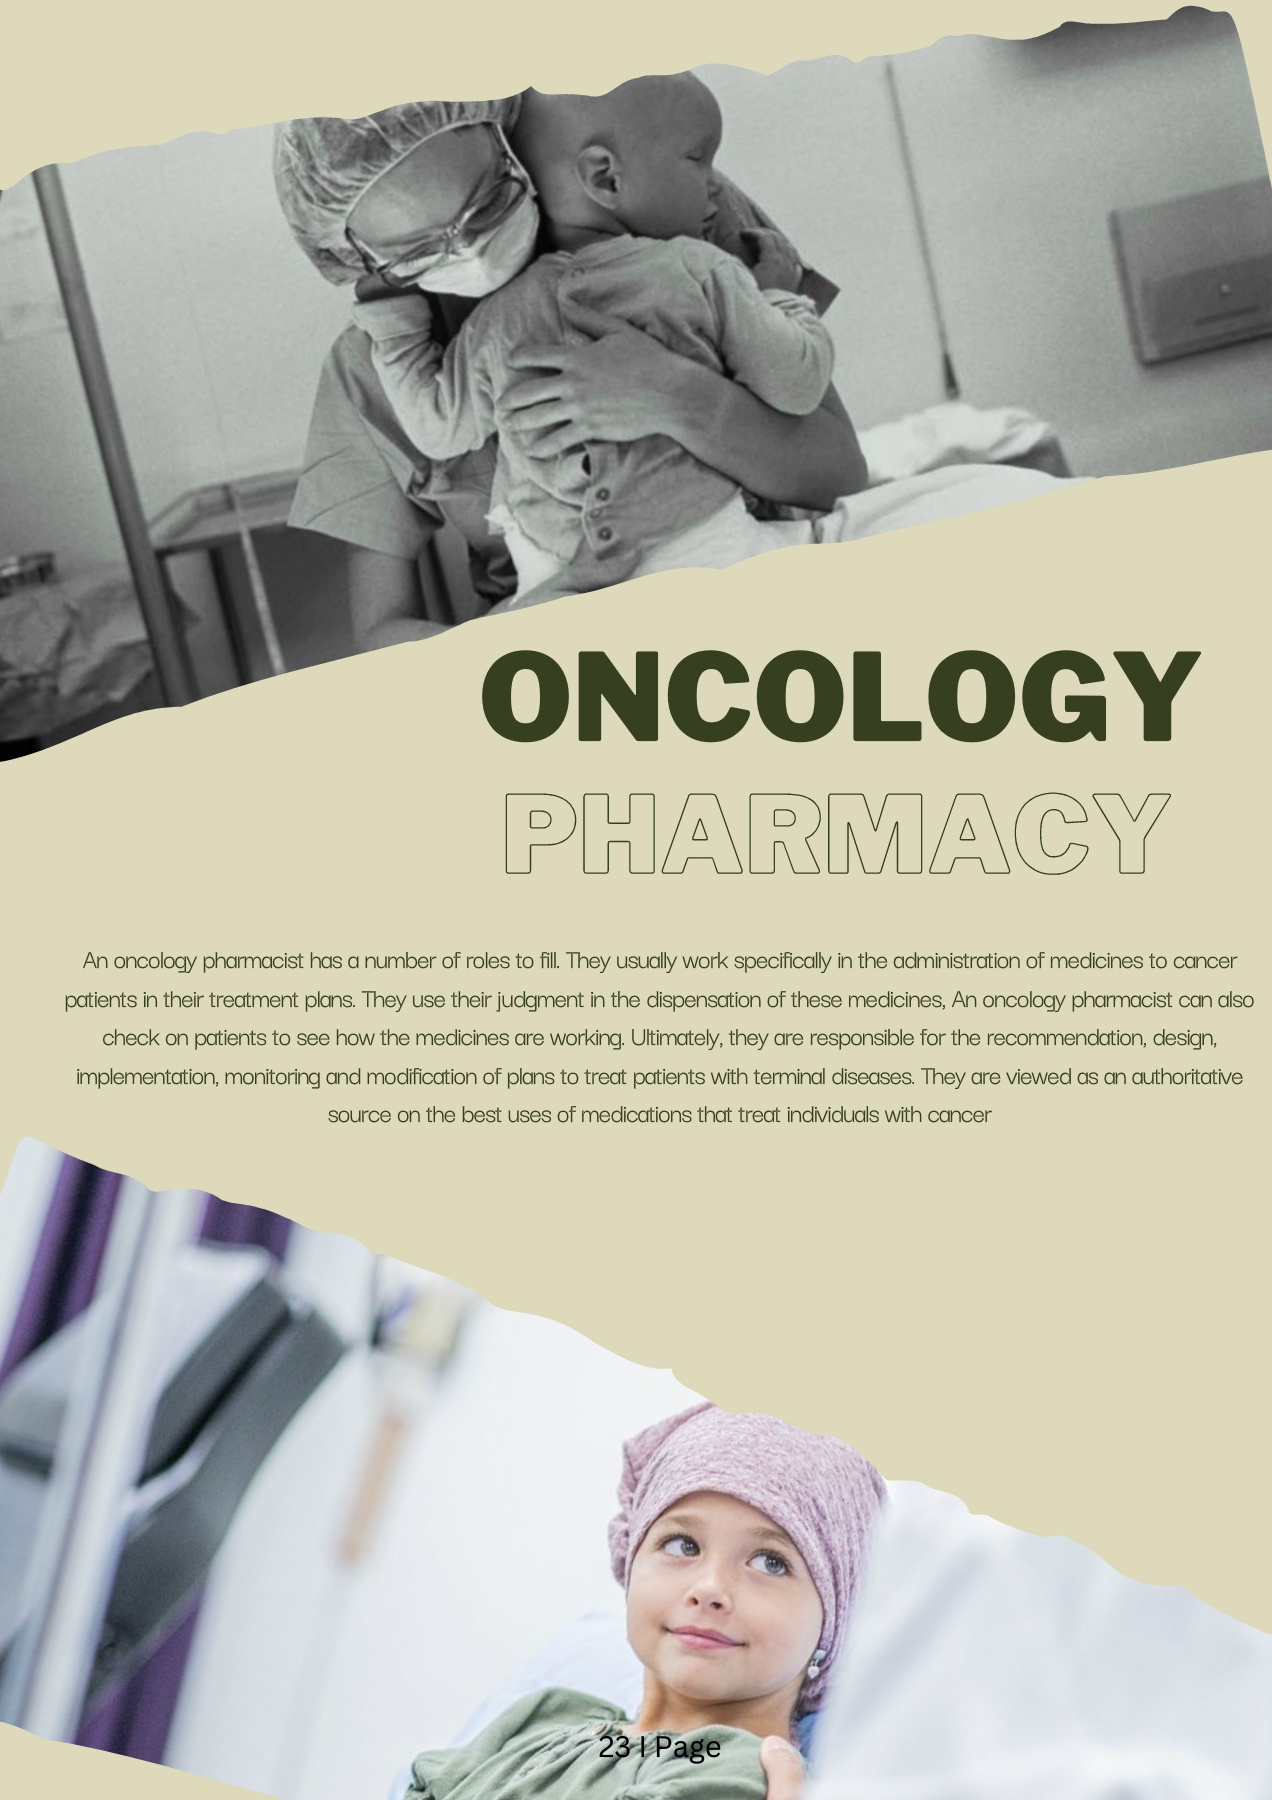 ONCOLOGY
PHARMACY
An oncology pharmacist has a number of roles to fill. They usually work specifically in the administration of medicines to cancer
patients in their treatment plans. They use their judgment in the dispensation of these medicines, An oncology pharmacist can also
check on patients to see how the medicines are working. Ultimately, they are responsible for the recommendation, design,
implementation, monitoring and modification of plans to treat patients with terminal diseases. They are viewed as an authoritative
source on the best uses of medications that treat individuals with cancer
23 I Page